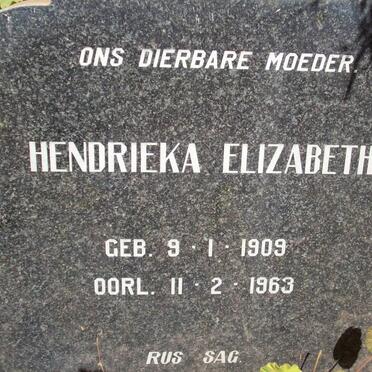 ONS DIERBARE MOEDER.
HENDRIEKA ELIZABETH
GEB. 9 · 1 · 1909
OORL. 11 · 2 · 1963
RUS SAG.